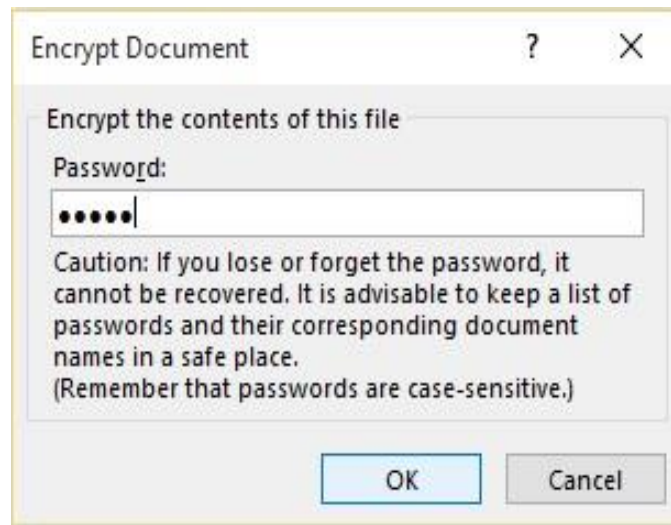 Encrypt Document ? X
Encrypt the contents of this file
Password:
●●●●●
Caution: If you lose or forget the password, it
cannot be recovered. It is advisable to keep a list of
passwords and their corresponding document
names in a safe place.
(Remember that passwords are case-sensitive.)
OK Cancel